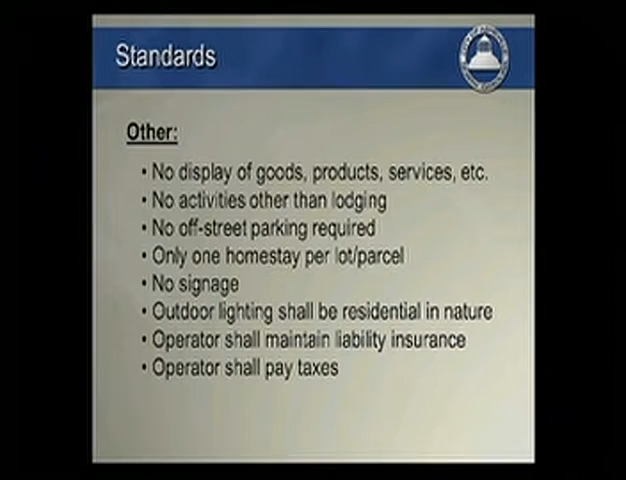 Standards
Other:
• No display of goods, products, services, etc.
• No activities other than lodging
• No off-street parking required
• Only one homestay per lot/parcel
• No signage
• Outdoor lighting shall be residential in nature
• Operator shall maintain liability insurance
• Operator shall pay taxes